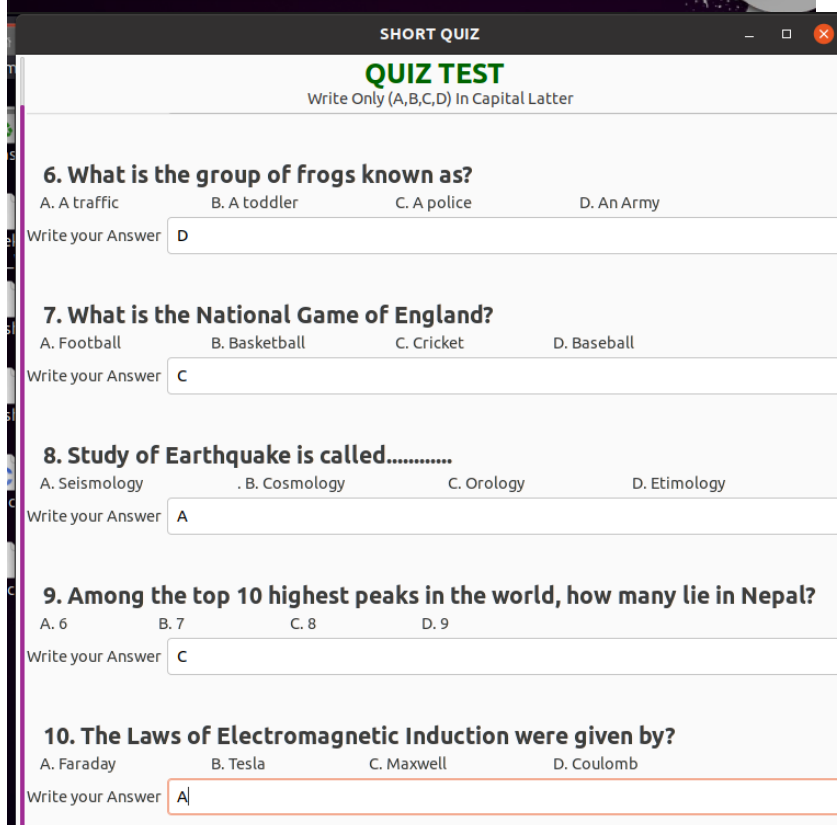 SHORT QUIZ
QUIZ TEST
Write Only (A,B,C,D) In Capital Latter
6. What is the group of frogs known as?
A. A traffic B. A toddler C. A police D. An Army
Write your Answer D
7. What is the National Game of England?
A. Football B. Basketball C. Cricket D. Baseball
Write your Answer C
8. Study of Earthquake is called............
A. Seismology . B. Cosmology C. Orology D. Etimology
Write your Answer A
9. Among the top 10 highest peaks in the world, how many lie in Nepal?
A. 6 B. 7 C. 8 D. 9
Write your Answer C
10. The Laws of Electromagnetic Induction were given by?
A. Faraday B. Tesla C. Maxwell D. Coulomb
Write your Answer A